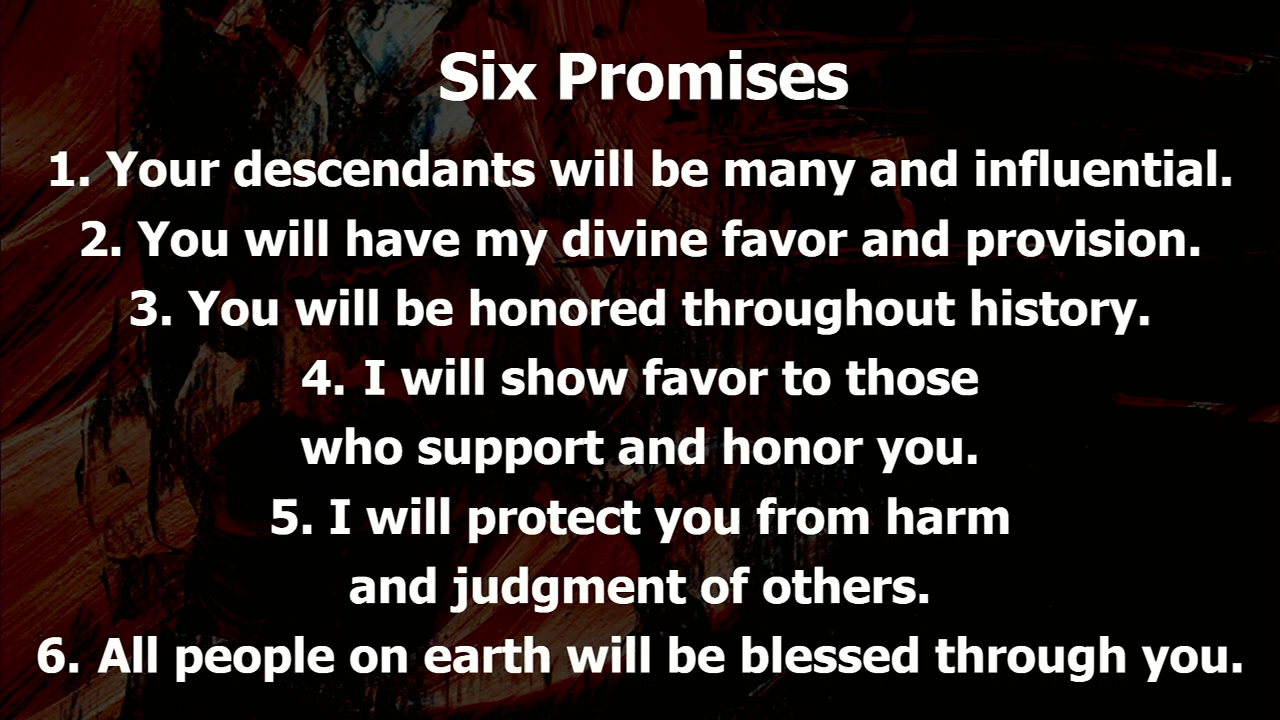 Six Promises
1. Your descendants will be many and influential.
2. You will have my divine favor and provision.
3. You will be honored throughout history.
4. I will show favor to those
who support and honor you.
5. I will protect you from harm
and judgment of others.
6. All people on earth will be blessed through you.